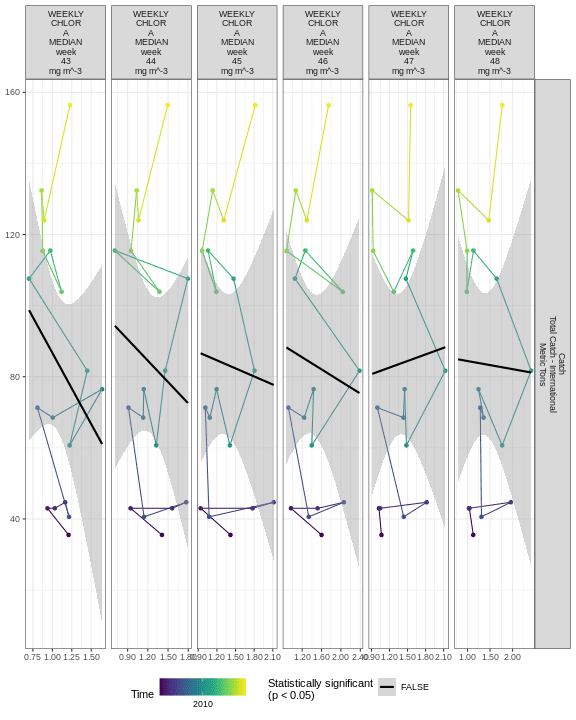 WEEKLY
CHLOR
A
MEDIAN
week
43
mg m^-3
WEEKLY
CHLOR
A
MEDIAN
week
44
mg m^-3
WEEKLY
CHLOR
A
MEDIAN
week
45
mg m^-3
WEEKLY
CHLOR
A
MEDIAN
week
46
mg m^-3
WEEKLY
CHLOR
A
MEDIAN
week
47
mg m^-3
WEEKLY
CHLOR
A
MEDIAN
week
48
mg m^-3
160
120
80
40
Catch
Total Catch - International
Metric Tons
0.75 1.00 1.25 1.50
0.90 1.20 1.50 1.80
0.90 1.20 1.50 1.80 2.10
1.20 1.60 2.00 2.40
0.90 1.20 1.50 1.80 2.10
1.00 1.50 2.00
Time
2010
Statistically significant
(p < 0.05)
FALSE